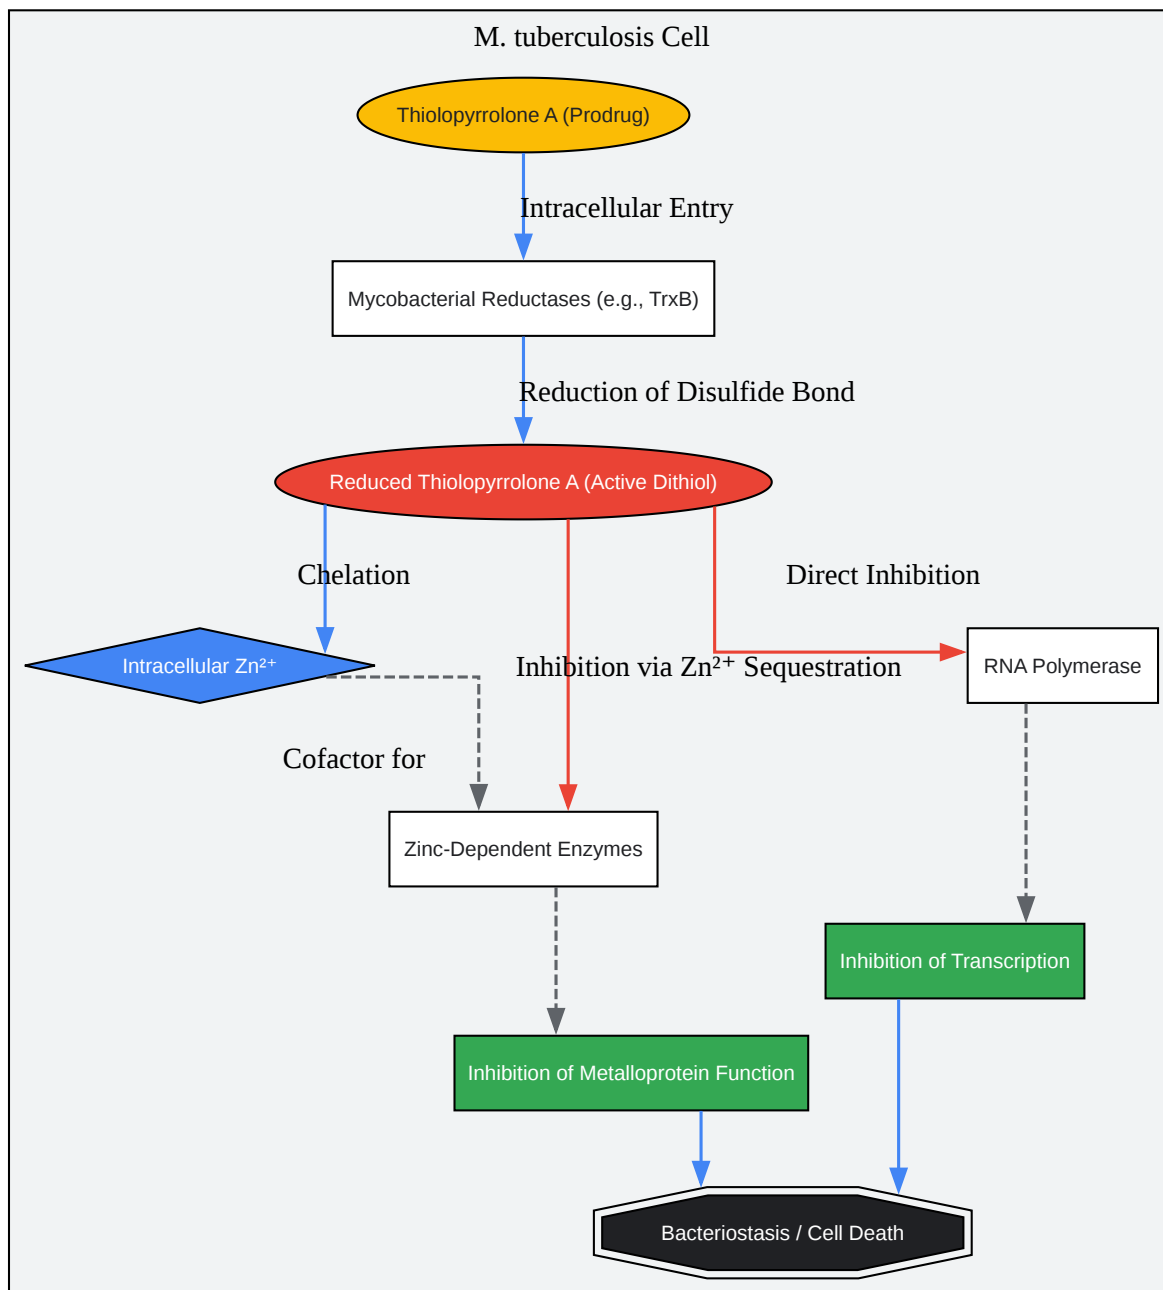 M. tuberculosis Cell
Thiolopyrrolone A (Prodrug)
Intracellular Entry
Mycobacterial Reductases (e.g., TrxB)
Reduction of Disulfide Bond
Reduced Thiolopyrrolone A (Active Dithiol)
Chelation
Direct Inhibition
Intracellular Zn²⁺
Inhibition via Zn²⁺ Sequestration
RNA Polymerase
Cofactor for
Zinc-Dependent Enzymes
Inhibition of Transcription
Inhibition of Metalloprotein Function
Bacteriostasis / Cell Death